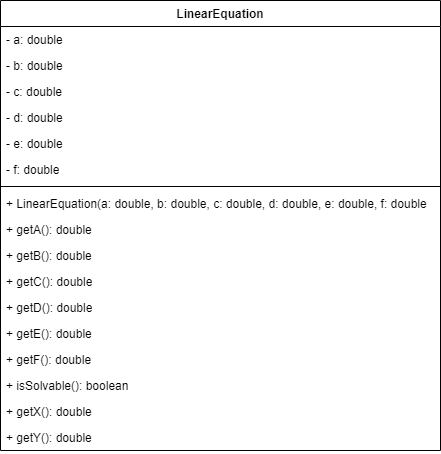 LinearEquation
- a: double
- b: double
- c: double
- d: double
- e: double
- f: double
+ LinearEquation(a: double, b: double, c: double, d: double, e: double, f: double
+ getA(): double
+ getB(): double
+ getC(): double
+ getD(): double
+ getE(): double
+ getF(): double
+ isSolvable(): boolean
+ getX(): double
+ getY(): double